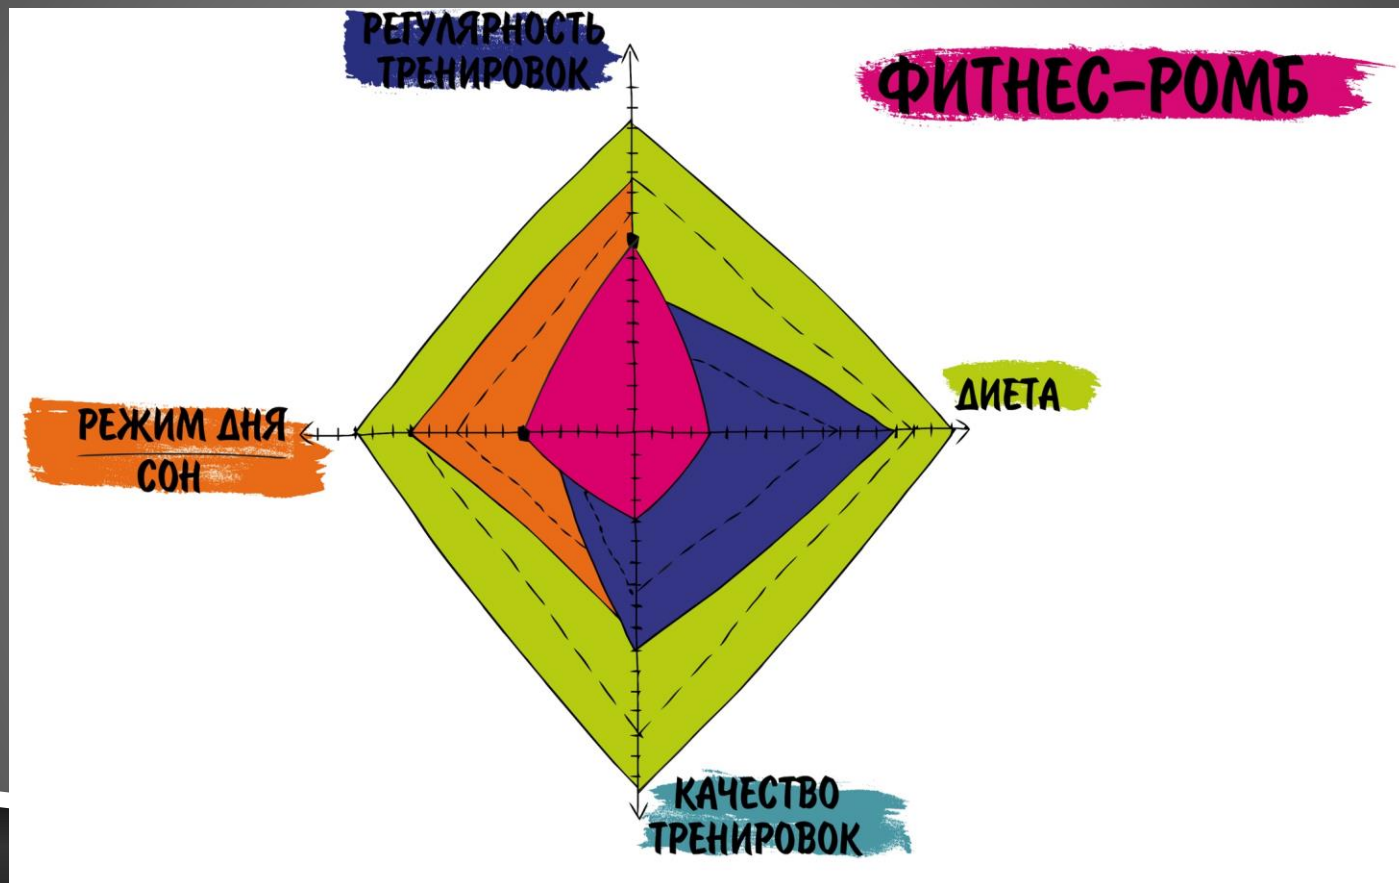 РЕГУЛЯРНОСТЬ
ТРЕНИРОВОК
ФИТНЕС-РОМБ
ДИЕТА
РЕЖИМ ДНЯ
СОН
КАЧЕСТВО
ТРЕНИРОВОК